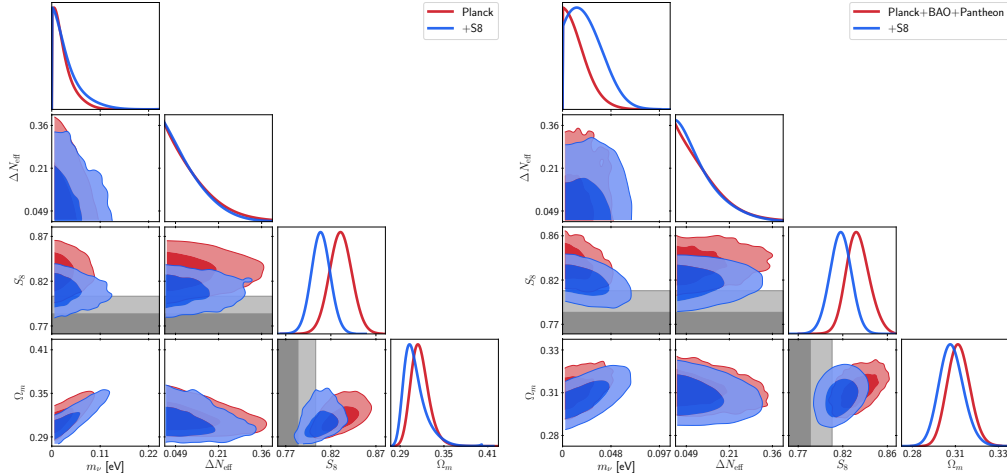 Planck
+S8
0.36
0.21
0.049
Δ N_eff
0.87
0.82
0.77
S_8
0.41
0.35
0.29
Ω_m
0 0.11 0.22
m_ν [eV]
0.049 0.21 0.36
ΔN_eff
0.77 0.82 0.87
S_8
0.29 0.35 0.41
Ω_m
Planck+BAO+Pantheon
+S8
0.36
0.21
0.049
Δ N_eff
0.86
0.82
0.77
S_8
0.33
0.31
0.28
Ω_m
0 0.048 0.097
m_ν [eV]
0.049 0.21 0.36
ΔN_eff
0.77 0.82 0.86
S_8
0.28 0.31 0.33
Ω_m